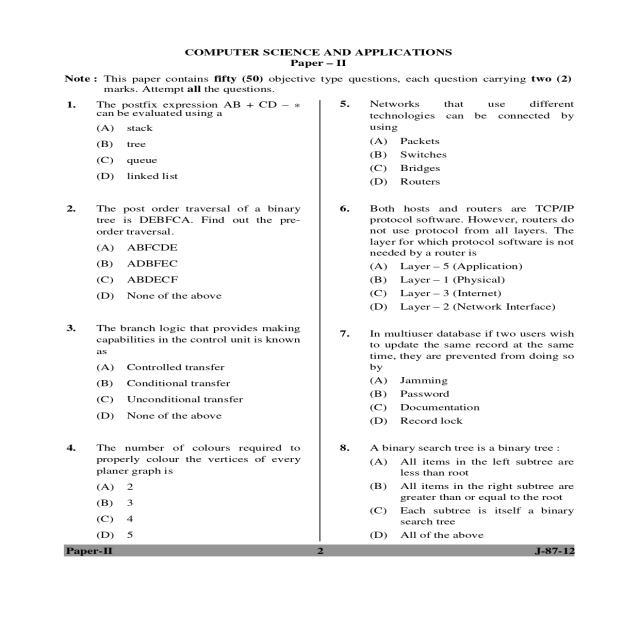 COMPUTER SCIENCE AND APPLICATIONS
Paper – II
Note : This paper contains fifty (50) objective type questions, each question carrying two (2)
marks. Attempt all the questions.
1. The postfix expression AB + CD – *
can be evaluated using a
(A) stack
(B) tree
(C) queue
(D) linked list
2. The post order traversal of a binary
tree is DEBFCA. Find out the pre-
order traversal.
(A) ABFCDE
(B) ADBFEC
(C) ABDECF
(D) None of the above
3. The branch logic that provides making
capabilities in the control unit is known
as
(A) Controlled transfer
(B) Conditional transfer
(C) Unconditional transfer
(D) None of the above
4. The number of colours required to
properly colour the vertices of every
planer graph is
(A) 2
(B) 3
(C) 4
(D) 5
5. Networks that use different
technologies can be connected by
using
(A) Packets
(B) Switches
(C) Bridges
(D) Routers
6. Both hosts and routers are TCP/IP
protocol software. However, routers do
not use protocol from all layers. The
layer for which protocol software is not
needed by a router is
(A) Layer – 5 (Application)
(B) Layer – 1 (Physical)
(C) Layer – 3 (Internet)
(D) Layer – 2 (Network Interface)
7. In multiuser database if two users wish
to update the same record at the same
time, they are prevented from doing so
by
(A) Jamming
(B) Password
(C) Documentation
(D) Record lock
8. A binary search tree is a binary tree :
(A) All items in the left subtree are
less than root
(B) All items in the right subtree are
greater than or equal to the root
(C) Each subtree is itself a binary
search tree
(D) All of the above
Paper-II 2 J-87-12